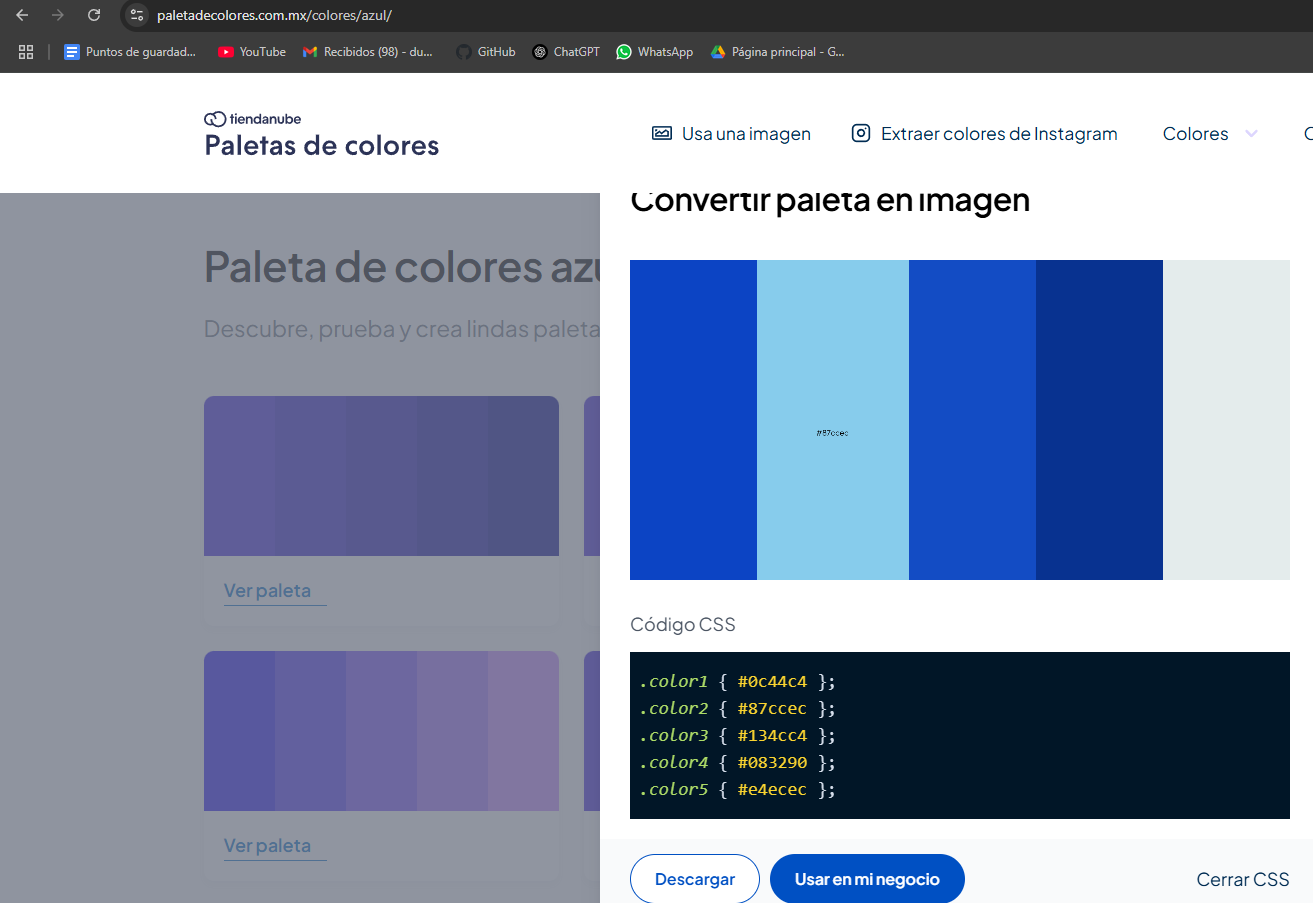 paletadecolores.com.mx/colores/azul/
Puntos de guardad...
YouTube
Recibidos (98) - du...
GitHub
ChatGPT
WhatsApp
Página principal - G...
tiendanube
Paletas de colores
Usa una imagen
Extraer colores de Instagram
Colores
Convertir paleta en imagen
Paleta de colores azu
Descubre, prueba y crea lindas paleta
#87ccec
Ver paleta
Código CSS
.color1 { #0c44c4 };
.color2 { #87ccec };
.color3 { #134cc4 };
.color4 { #083290 };
.color5 { #e4ecec };
Ver paleta
Descargar
Usar en mi negocio
Cerrar CSS